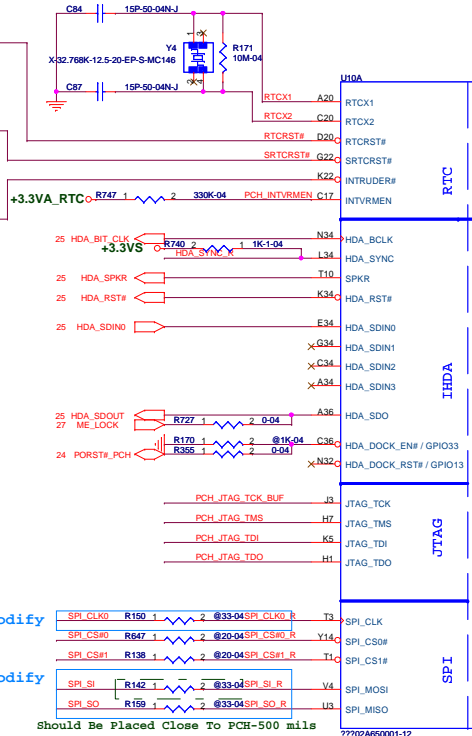 C84 15P-50-04N-J
Y4
X-32.768K-12.5-20-EP-S-MC146
R171
10M-04
C87 15P-50-04N-J
U10A
RTCX1 A20 RTCX1
RTCX2 C20 RTCX2
RTCRST# D20 RTCRST#
SRTCRST# G22 SRTCRST#
K22 INTRUDER#
+3.3VA_RTC R747 1 2 330K-04 PCH_INTVRMEN C17 INTVRMEN
RTC
25 HDA_BIT_CLK N34 HDA_BCLK
+3.3VS R740 2 1 1K-1-04
HDA_SYNC_R L34 HDA_SYNC
25 HDA_SPKR T10 SPKR
25 HDA_RST# K34 HDA_RST#
25 HDA_SDIN0 E34 HDA_SDIN0
G34 HDA_SDIN1
C34 HDA_SDIN2
A34 HDA_SDIN3
IHDA
25 HDA_SDOUT A36 HDA_SDO
27 ME_LOCK R727 1 2 0-04
R170 1 2 @1K-04 C36 HDA_DOCK_EN# / GPIO33
24 PORST#_PCH R355 1 2 0-04
N32 HDA_DOCK_RST# / GPIO13
PCH_JTAG_TCK_BUF J3 JTAG_TCK
PCH_JTAG_TMS H7 JTAG_TMS
PCH_JTAG_TDI K5 JTAG_TDI
PCH_JTAG_TDO H1 JTAG_TDO
JTAG
odify SPI_CLK0 R150 1 2 @33-04 SPI_CLK0_R T3 SPI_CLK
SPI_CS#0 R647 1 2 @20-04 SPI_CS#0_R Y14 SPI_CS0#
SPI_CS#1 R138 1 2 @20-04 SPI_CS#1_R T1 SPI_CS1#
SPI
odify
SPI_SI R142 1 2 @33-04 SPI_SI_R V4 SPI_MOSI
SPI_SO R159 1 2 @33-04 SPI_SO_R U3 SPI_MISO
Should Be Placed Close To PCH-500 mils
???02A650001-12